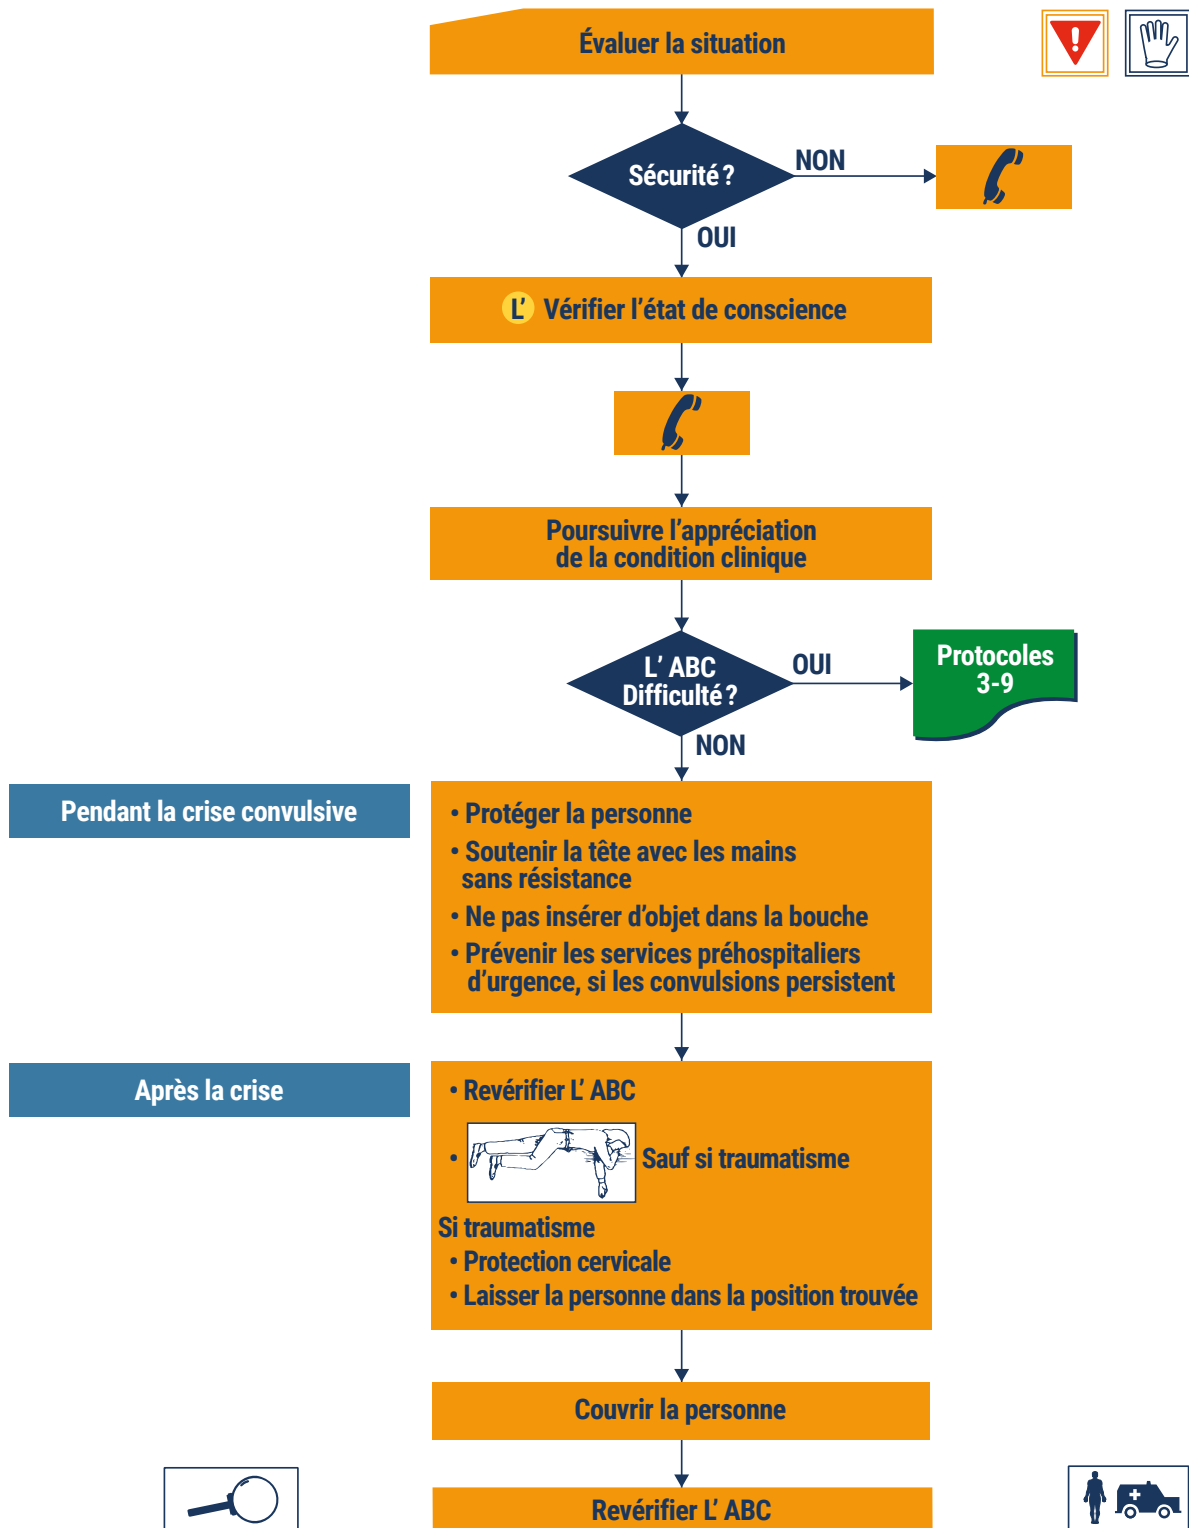 Évaluer la situation
Sécurité ?
NON
OUI
L’ Vérifier l’état de conscience
Poursuivre l’appréciation
de la condition clinique
L’ ABC
Difficulté ?
OUI
Protocoles
3-9
NON
Pendant la crise convulsive
• Protéger la personne
• Soutenir la tête avec les mains
sans résistance
• Ne pas insérer d’objet dans la bouche
• Prévenir les services préhospitaliers
d’urgence, si les convulsions persistent
Après la crise
• Revérifier L’ ABC
• Sauf si traumatisme
Si traumatisme
• Protection cervicale
• Laisser la personne dans la position trouvée
Couvrir la personne
Revérifier L’ ABC